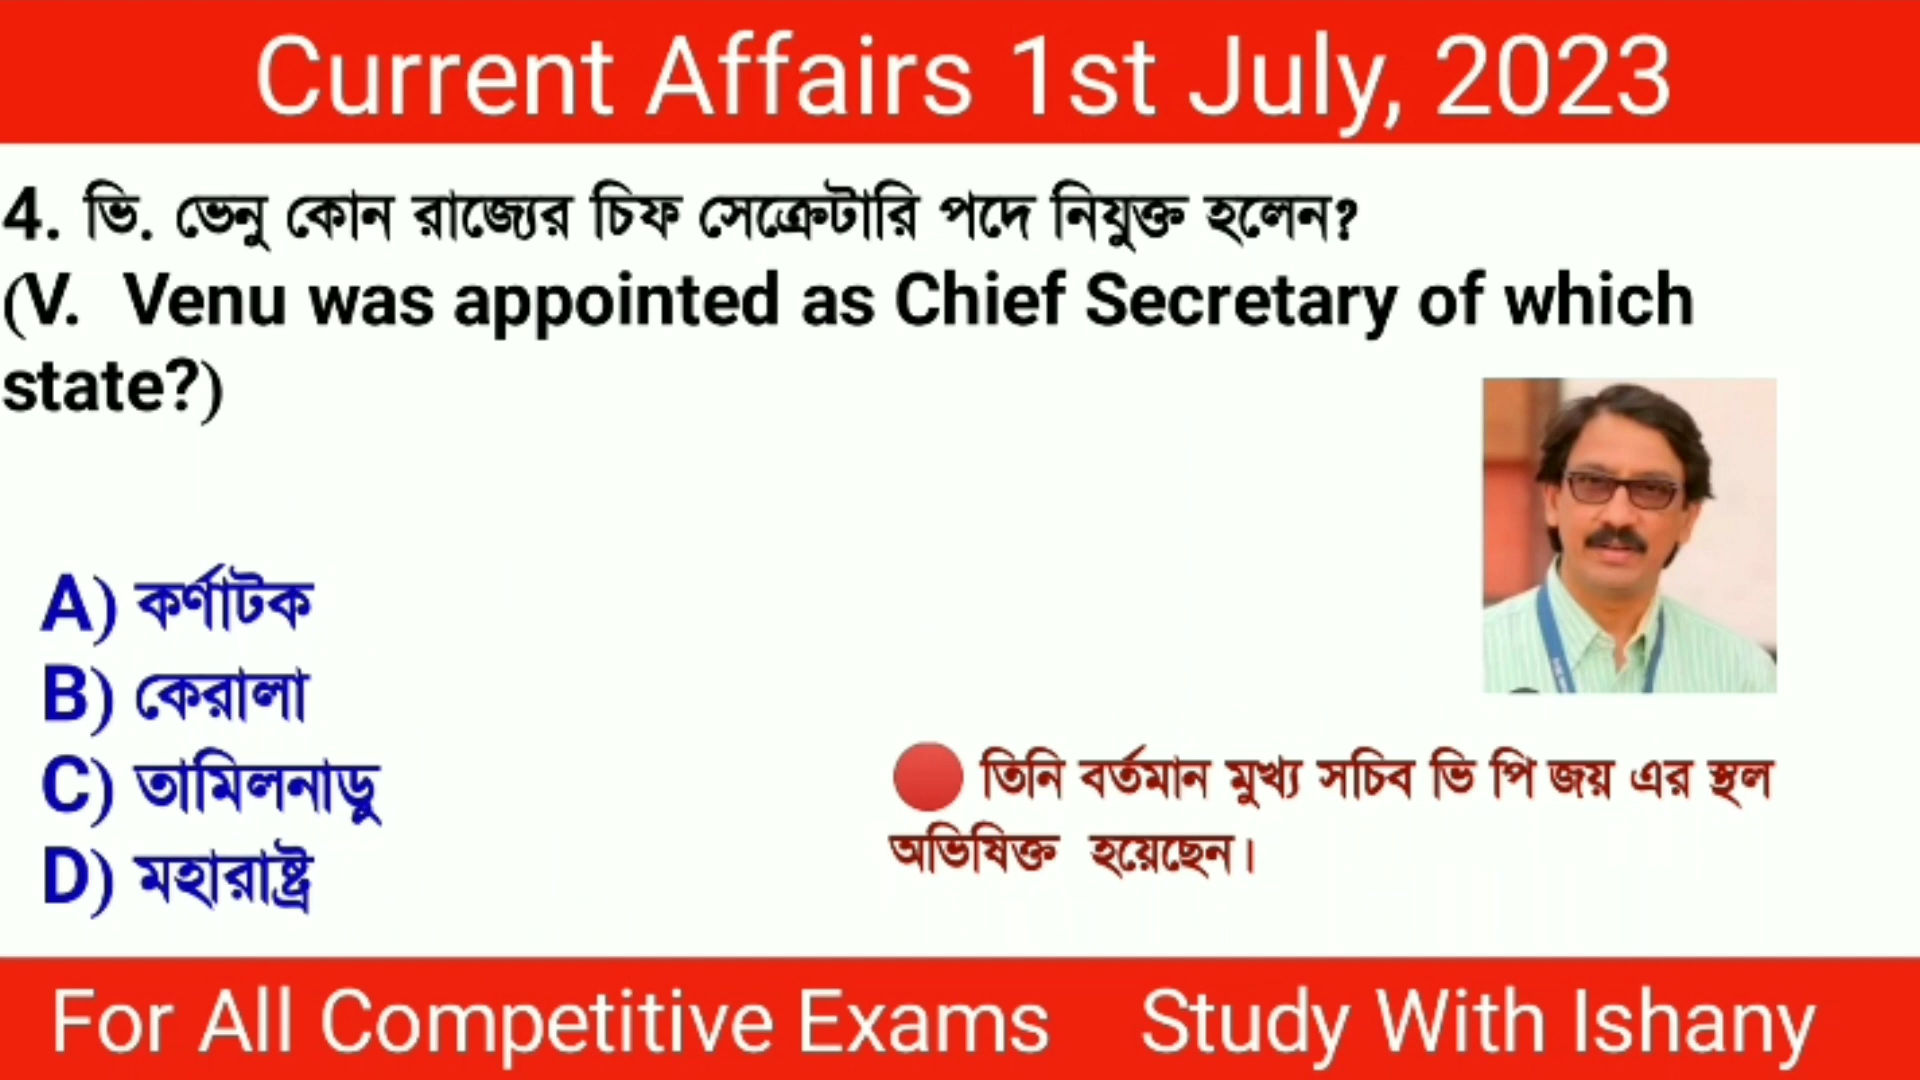 Current Affairs 1st July, 2023
4. ভি. ভেনু কোন রাজ্যের চিফ সেক্রেটারি পদে নিযুক্ত হলেন?
(V. Venu was appointed as Chief Secretary of which
state?)
A) কর্ণাটক
B) কেরালা
C) তামিলনাড়ু
D) মহারাষ্ট্র
🔴 তিনি বর্তমান মুখ্য সচিব ভি পি জয় এর স্থল
অভিষিক্ত হয়েছেন।
For All Competitive Exams Study With Ishany